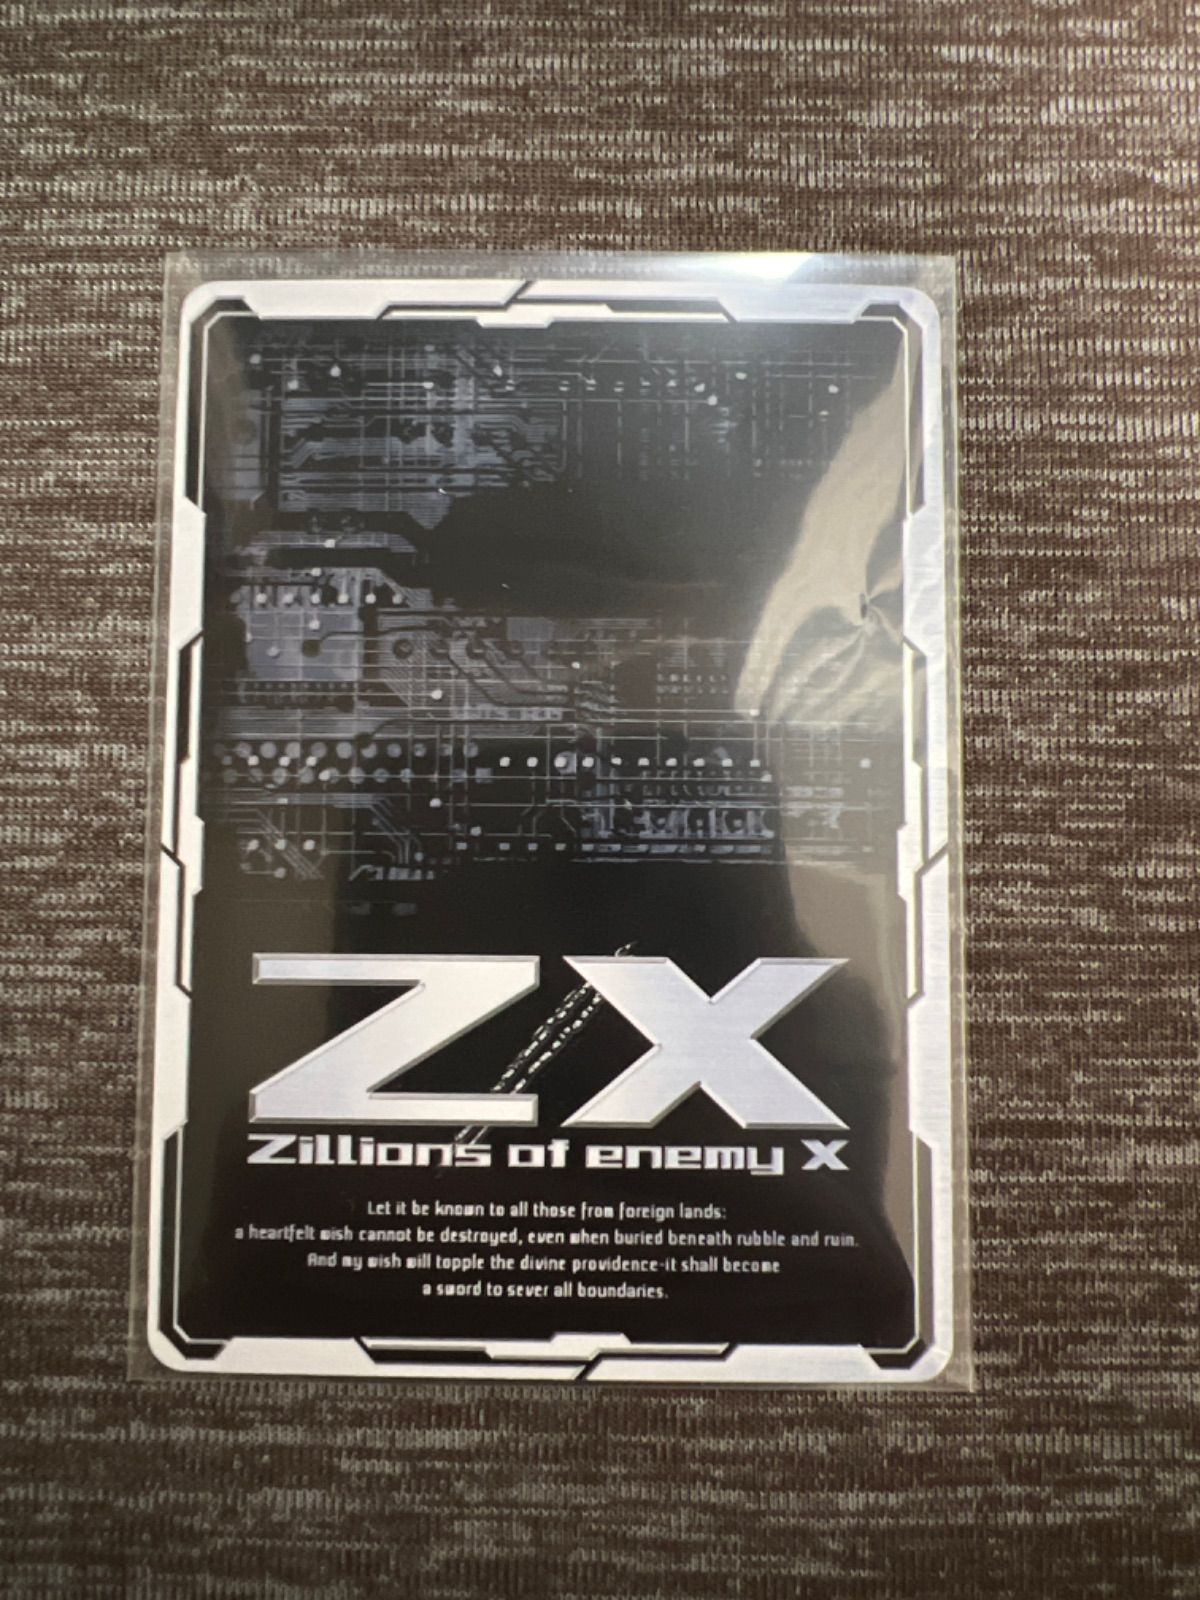 Z/X
Zillions of enemy X
Let it be known to all those from foreign lands:
a heartfelt wish cannot be destroyed, even when buried beneath rubble and ruin.
And my wish will topple the divine providence-it shall become
a sword to sever all boundaries.